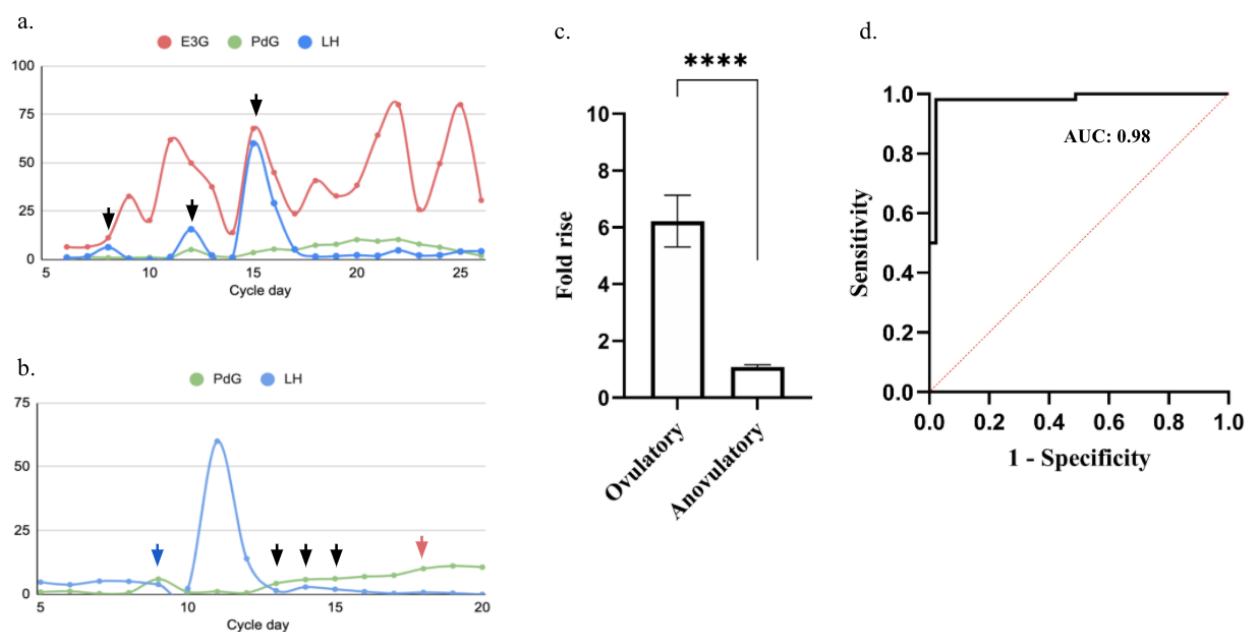 a.
E3G PdG LH
100
75
50
25
0
5 10 15 20 25
Cycle day
b.
PdG LH
75
50
25
0
5 10 15 20
Cycle day
c.
****
10
8
6
4
2
0
Fold rise
Ovulatory
Anovulatory
d.
1.0
0.8
0.6
0.4
0.2
0.0
Sensitivity
AUC: 0.98
0.0 0.2 0.4 0.6 0.8 1.0
1 - Specificity